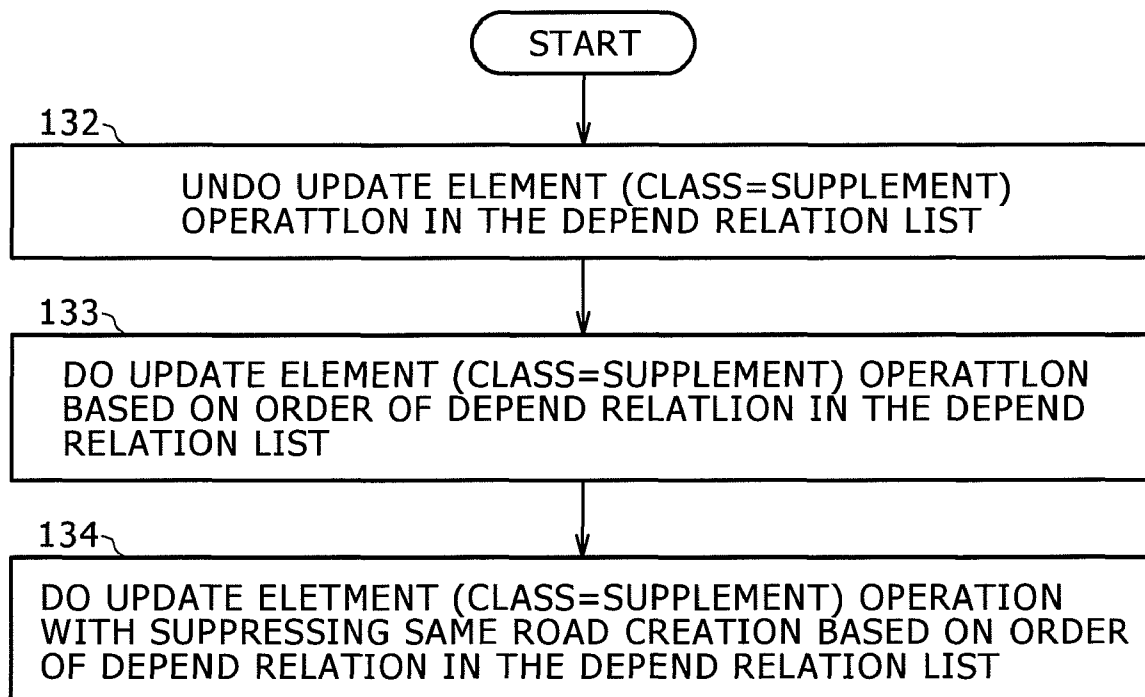 START
132
UNDO UPDATE ELEMENT (CLASS=SUPPLEMENT)
OPERATTLON IN THE DEPEND RELATION LIST
133
DO UPDATE ELEMENT (CLASS=SUPPLEMENT) OPERATTLON
BASED ON ORDER OF DEPEND RELATLION IN THE DEPEND
RELATION LIST
134
DO UPDATE ELETMENT (CLASS=SUPPLEMENT) OPERATION
WITH SUPPRESSING SAME ROAD CREATION BASED ON ORDER
OF DEPEND RELATION IN THE DEPEND RELATION LIST